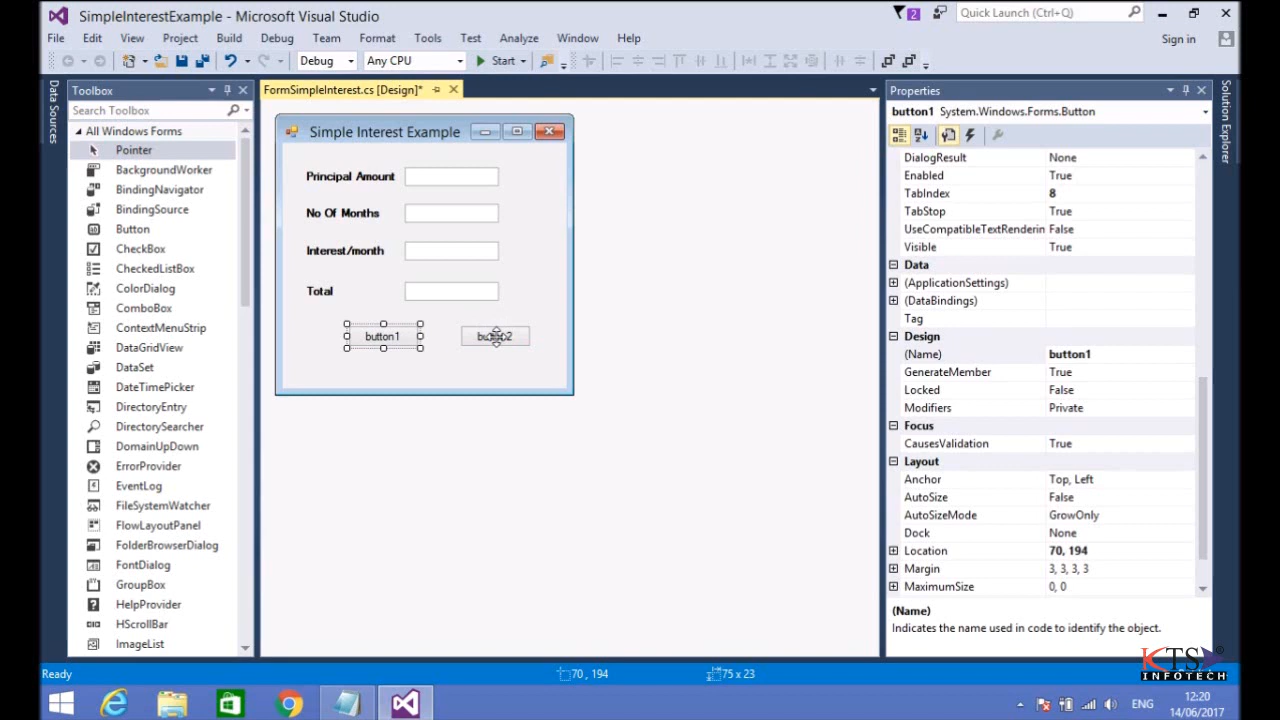 SimpleInterestExample - Microsoft Visual Studio
2
Quick Launch (Ctrl+Q)
File Edit View Project Build Debug Team Format Tools Test Analyze Window Help
Sign in
Debug Any CPU Start
Data Sources
Toolbox
Search Toolbox
All Windows Forms
Pointer
BackgroundWorker
BindingNavigator
BindingSource
Button
CheckBox
CheckedListBox
ColorDialog
ComboBox
ContextMenuStrip
DataGridView
DataSet
DateTimePicker
DirectoryEntry
DirectorySearcher
DomainUpDown
ErrorProvider
EventLog
FileSystemWatcher
FlowLayoutPanel
FolderBrowserDialog
FontDialog
GroupBox
HelpProvider
HScrollBar
ImageList
FormSimpleInterest.cs [Design]*
Simple Interest Example
Principal Amount
No Of Months
Interest/month
Total
button1 button2
Properties
button1 System.Windows.Forms.Button
DialogResult None
Enabled True
TabIndex 8
TabStop True
UseCompatibleTextRenderin False
Visible True
Data
(ApplicationSettings)
(DataBindings)
Tag
Design
(Name) button1
GenerateMember True
Locked False
Modifiers Private
Focus
CausesValidation True
Layout
Anchor Top, Left
AutoSize False
AutoSizeMode GrowOnly
Dock None
Location 70, 194
Margin 3, 3, 3, 3
MaximumSize 0, 0
(Name)
Indicates the name used in code to identify the object.
Solution Explorer
Ready 70 , 194 75 x 23
KTS
INFOTECH
ENG
12:20
14/06/2017